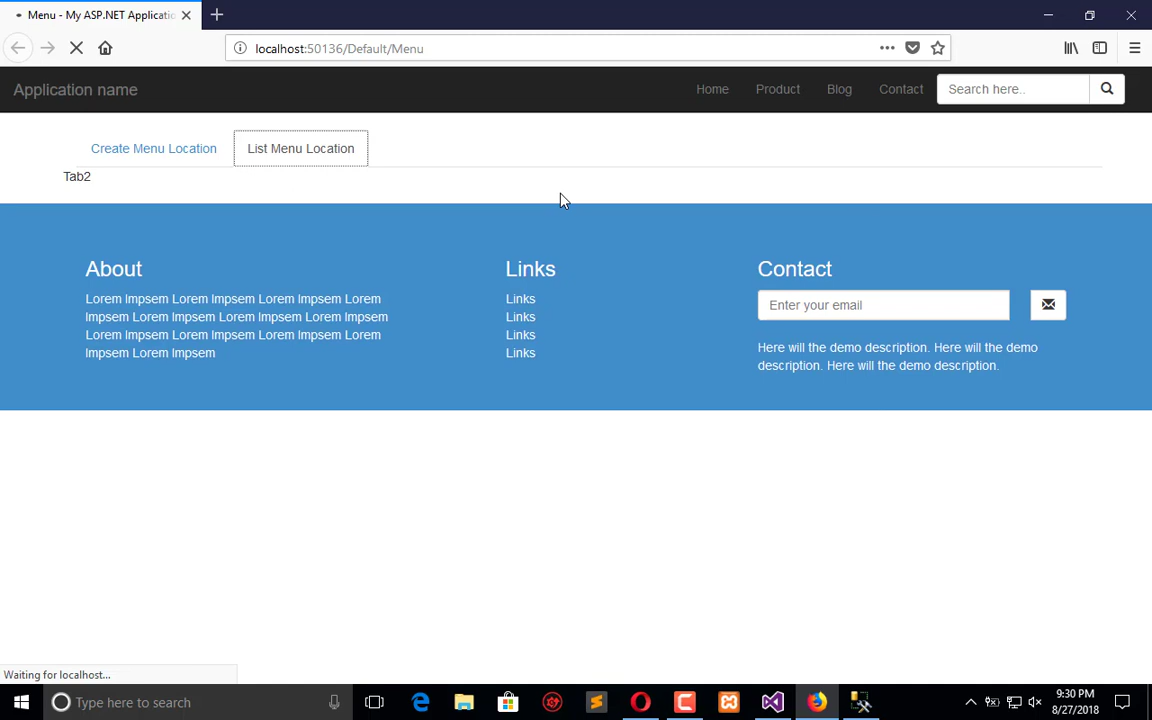 Menu - My ASP.NET Applicatio
localhost:50136/Default/Menu
Application name
Home
Product
Blog
Contact
Search here..
Create Menu Location
List Menu Location
Tab2
About
Lorem Impsem Lorem Impsem Lorem Impsem Lorem
Impsem Lorem Impsem Lorem Impsem Lorem Impsem
Lorem Impsem Lorem Impsem Lorem Impsem Lorem
Impsem Lorem Impsem
Links
Links
Links
Links
Links
Contact
Enter your email
Here will the demo description. Here will the demo
description. Here will the demo description.
Waiting for localhost...
Type here to search
9:30 PM
8/27/2018